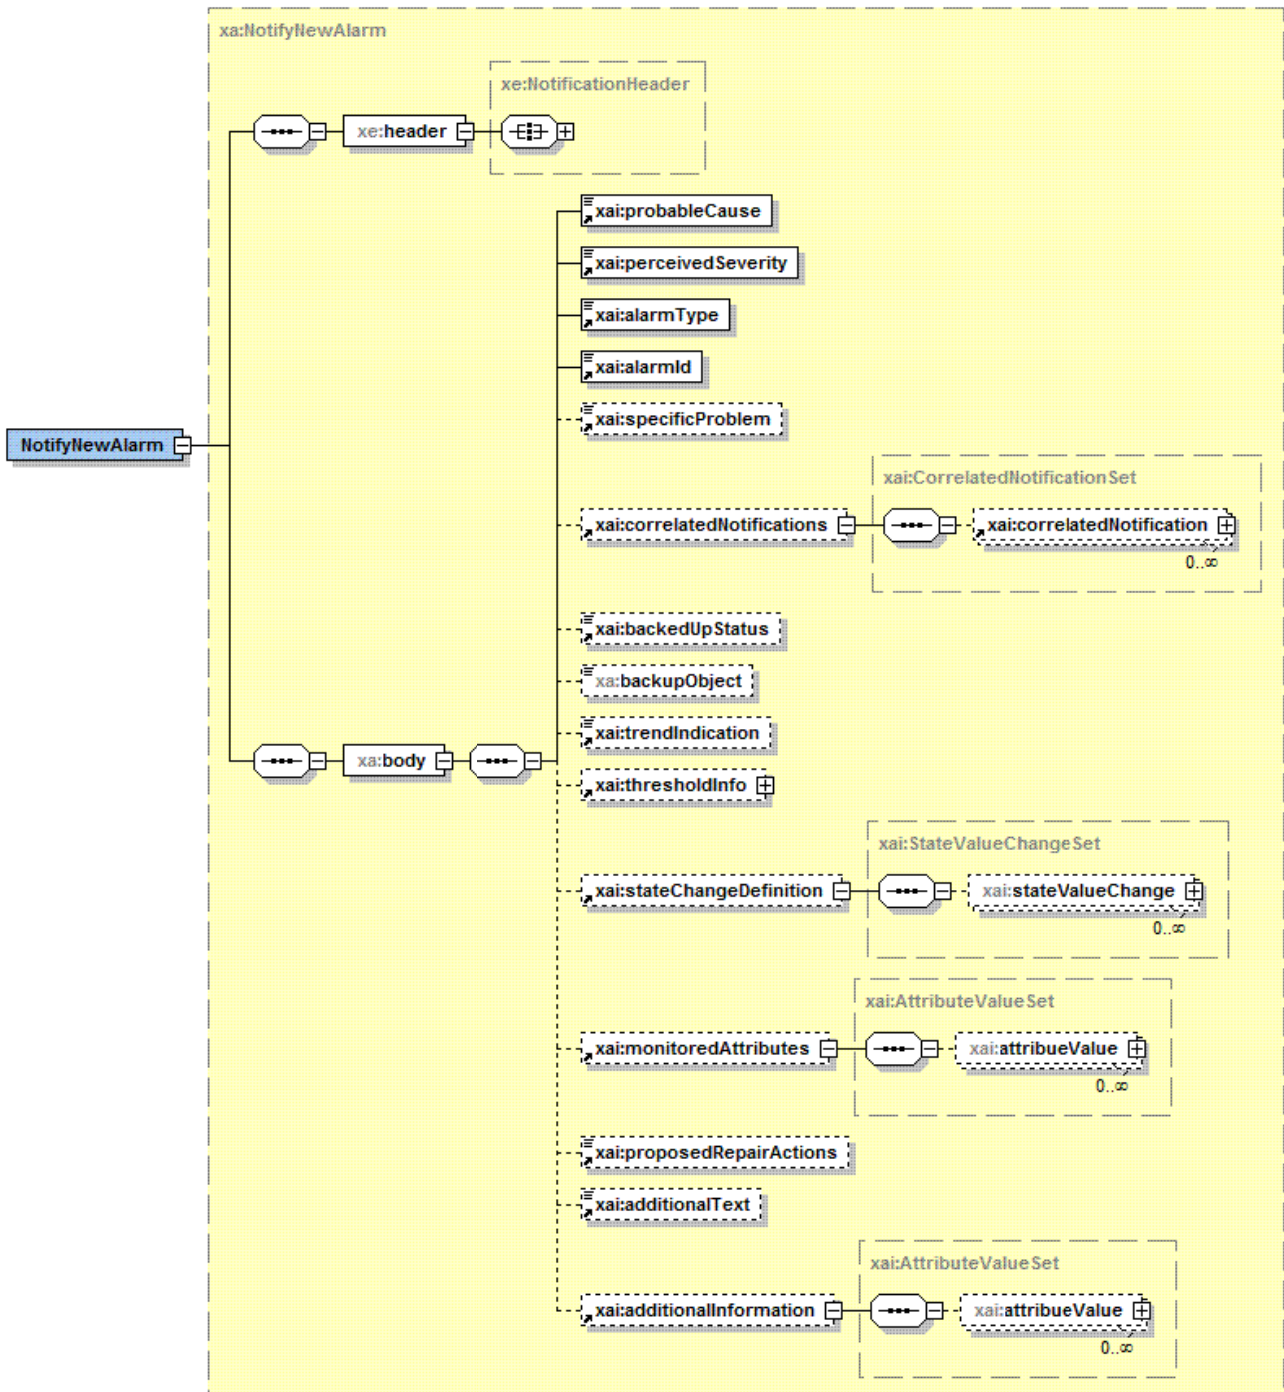 xa:NotifyNewAlarm
xe:NotificationHeader
xe:header
xai:probableCause
xai:perceivedSeverity
xai:alarmType
xai:alarmId
xai:specificProblem
NotifyNewAlarm
xai:CorrelatedNotificationSet
xai:correlatedNotifications
xai:correlatedNotification
0..∞
xai:backedUpStatus
xa:backupObject
xai:trendIndication
xa:body
xai:thresholdInfo
xai:StateValueChangeSet
xai:stateChangeDefinition
xai:stateValueChange
0..∞
xai:AttributeValueSet
xai:monitoredAttributes
xai:attribueValue
0..∞
xai:proposedRepairActions
xai:additionalText
xai:AttributeValueSet
xai:additionalInformation
xai:attribueValue
0..∞